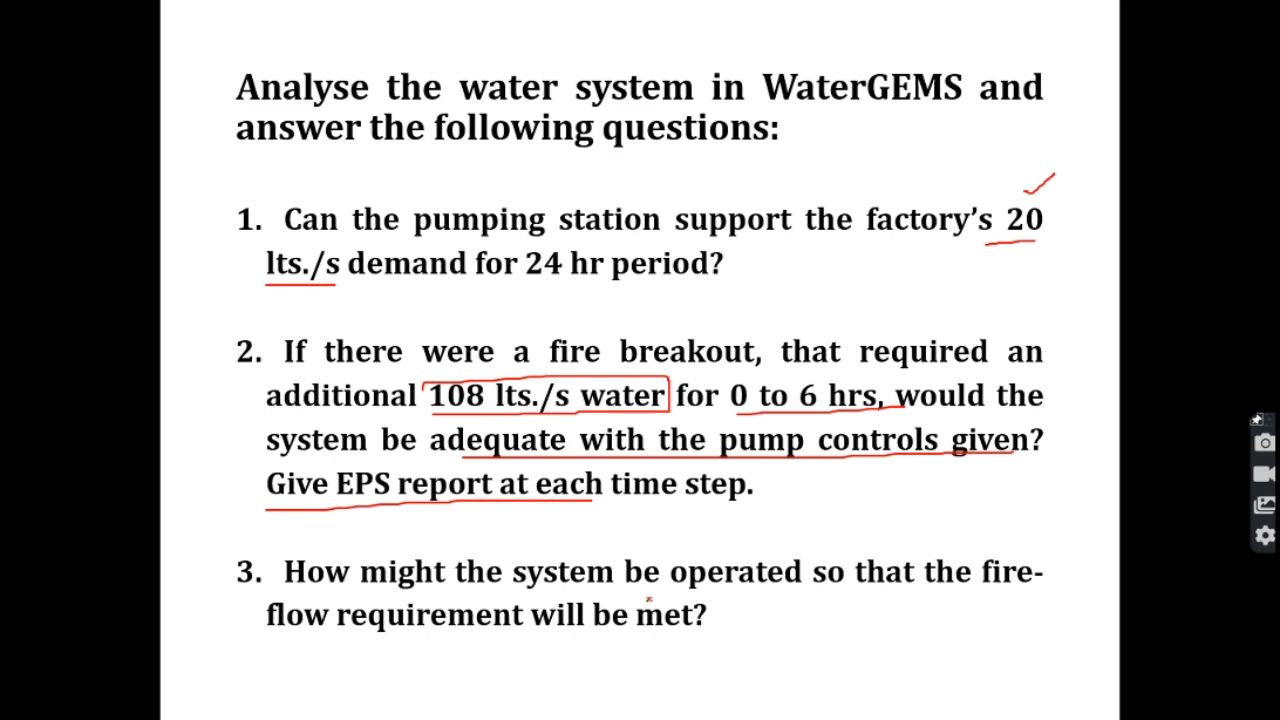 Analyse the water system in WaterGEMS and
answer the following questions:
1. Can the pumping station support the factory’s 20
lts./s demand for 24 hr period?
2. If there were a fire breakout, that required an
additional 108 lts./s water for 0 to 6 hrs, would the
system be adequate with the pump controls given?
Give EPS report at each time step.
3. How might the system be operated so that the fire-
flow requirement will be met?